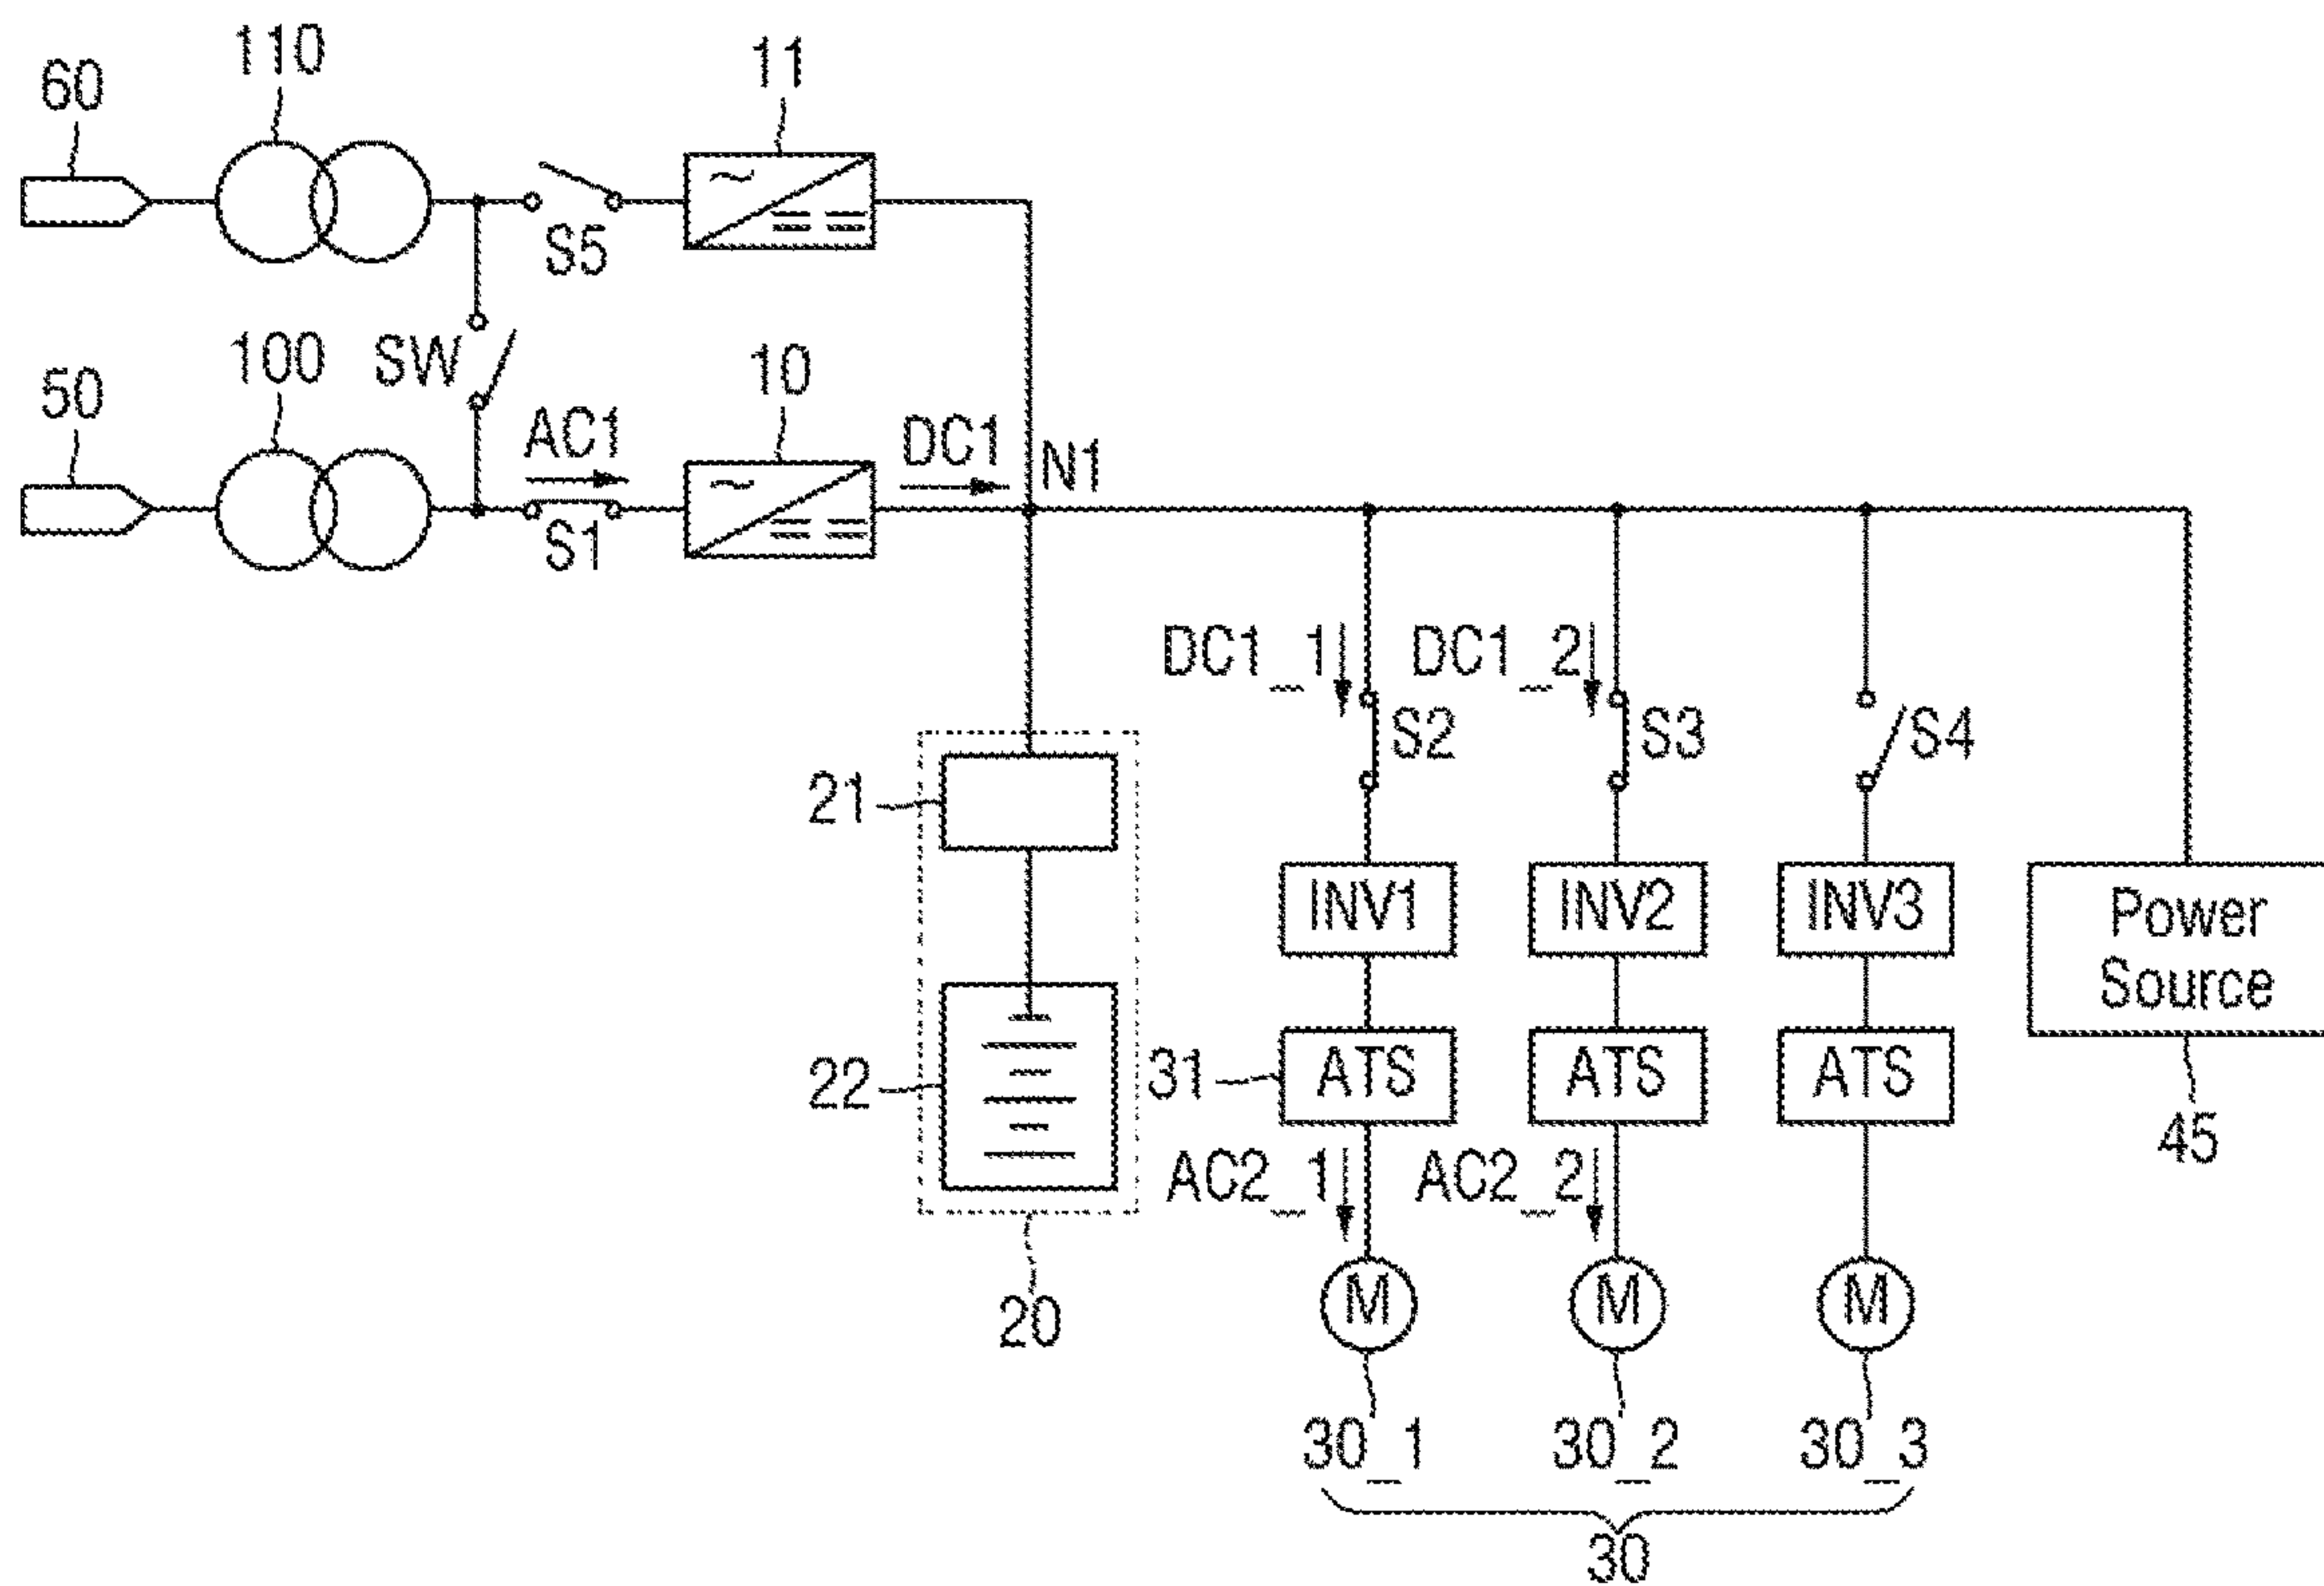 110
11
60
S5
100
SW
10
50
AC1
DC1
N1
S1
DC1_1
DC1_2
S2
S3
S4
21
INV1
INV2
INV3
Power
Source
22
31
ATS
ATS
ATS
45
AC2_1
AC2_2
20
M
M
M
30_1
30_2
30_3
30